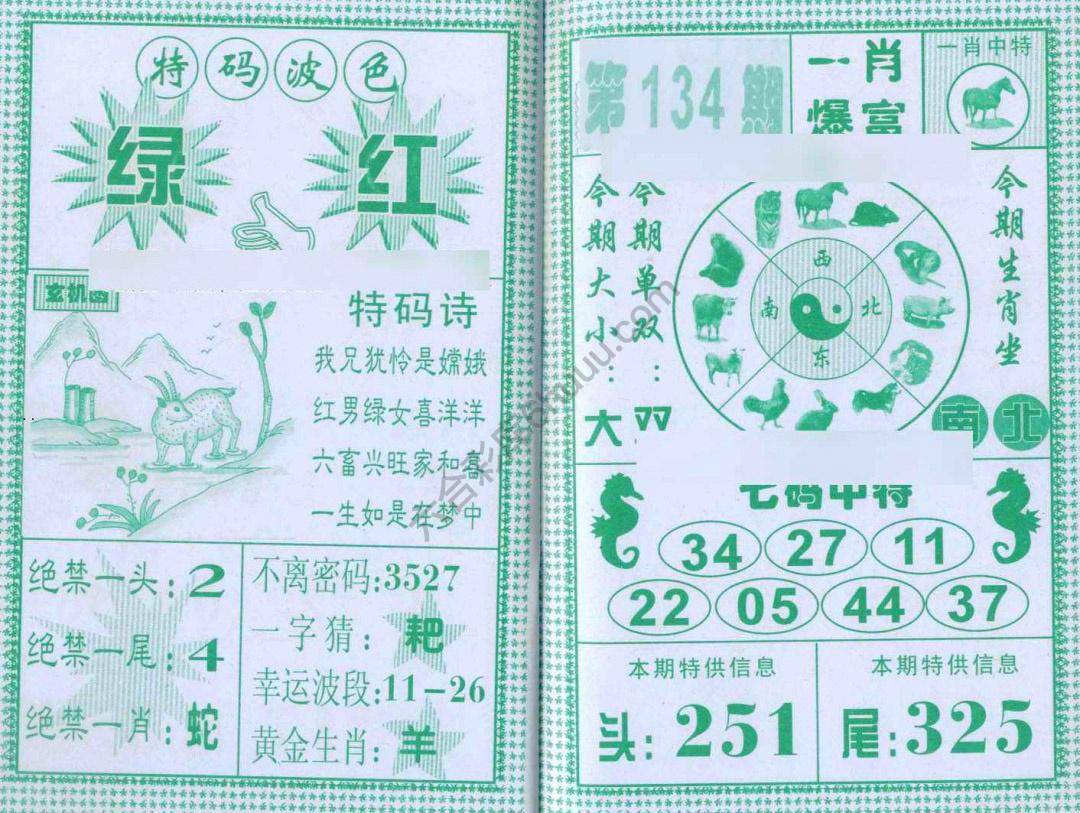 特码波色
绿 红
玄机图
特码诗
我兄犹怜是嫦娥
红男绿女喜洋洋
六畜兴旺家和喜
一生如是在梦中
绝禁一头:2
绝禁一尾:4
绝禁一肖:蛇
不离密码:3527
一字猜:耙
幸运波段:11-26
黄金生肖:羊
第134期
一肖
爆富
一肖中特
今期大小:大
今期单双:双
西
南 北
东
今期生肖坐
南北
七码中特
34 27 11
22 05 44 37
本期特供信息
头:251
本期特供信息
尾:325